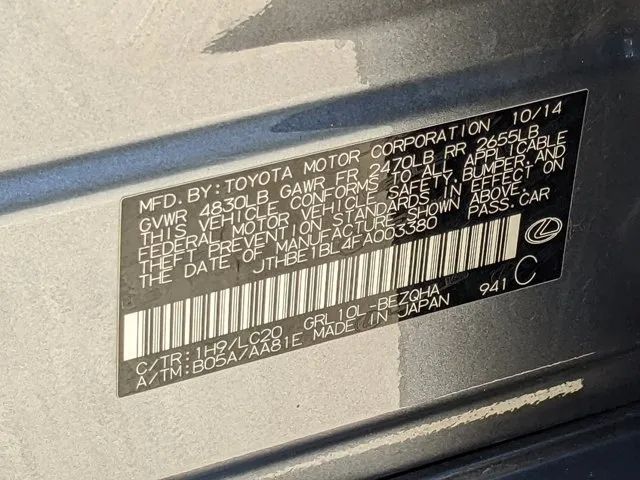 MFD. BY: TOYOTA MOTOR CORPORATION 10/14
GVWR 4830LB GAWR FR 2470LB RR 2655LB
THIS VEHICLE CONFORMS TO ALL APPLICABLE
FEDERAL MOTOR VEHICLE SAFETY, BUMPER, AND
THEFT PREVENTION STANDARDS IN EFFECT ON
THE DATE OF MANUFACTURE SHOWN ABOVE.
JTHBE1BL4FA003380 PASS. CAR
C
C/TR: 1H9/LC20 GRL10L-BEZQHA 941
A/TM: B05A/AA81E MADE IN JAPAN